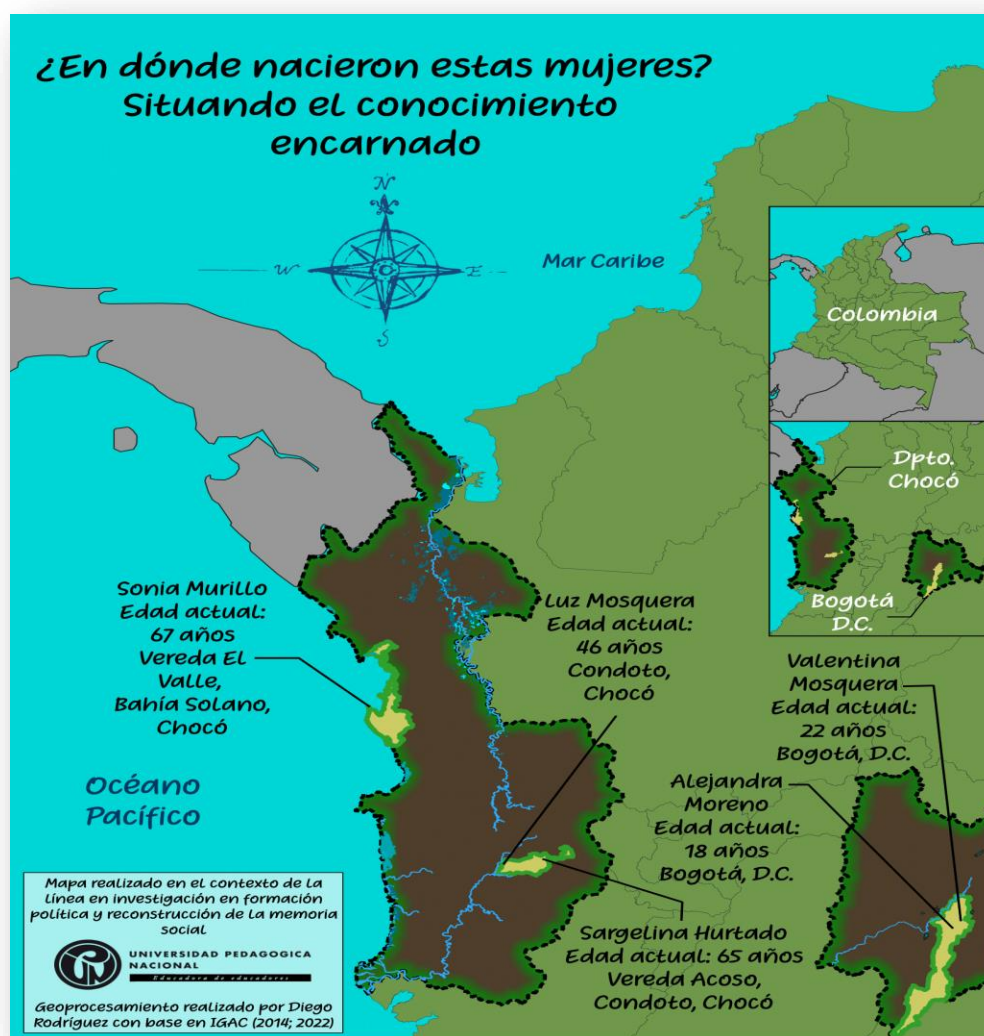 ¿En dónde nacieron estas mujeres?
Situando el conocimiento
encarnado
N
W
E
S
Mar Caribe
Colombia
Dpto.
Chocó
Bogotá
D.C.
Sonia Murillo
Edad actual:
67 años
Vereda El
Valle,
Bahía Solano,
Chocó
Luz Mosquera
Edad actual:
46 años
Condoto,
Chocó
Valentina
Mosquera
Edad actual:
22 años
Bogotá, D.C.
Alejandra
Moreno
Edad actual:
18 años
Bogotá, D.C.
Océano
Pacífico
Sargelina Hurtado
Edad actual: 65 años
Vereda Acoso,
Condoto, Chocó
Mapa realizado en el contexto de la
línea en investigación en formación
política y reconstrucción de la memoria
social
UNIVERSIDAD PEDAGOGICA
NACIONAL
Educadora de educadores
Geoprocesamiento realizado por Diego
Rodríguez con base en IGAC (2014; 2022)